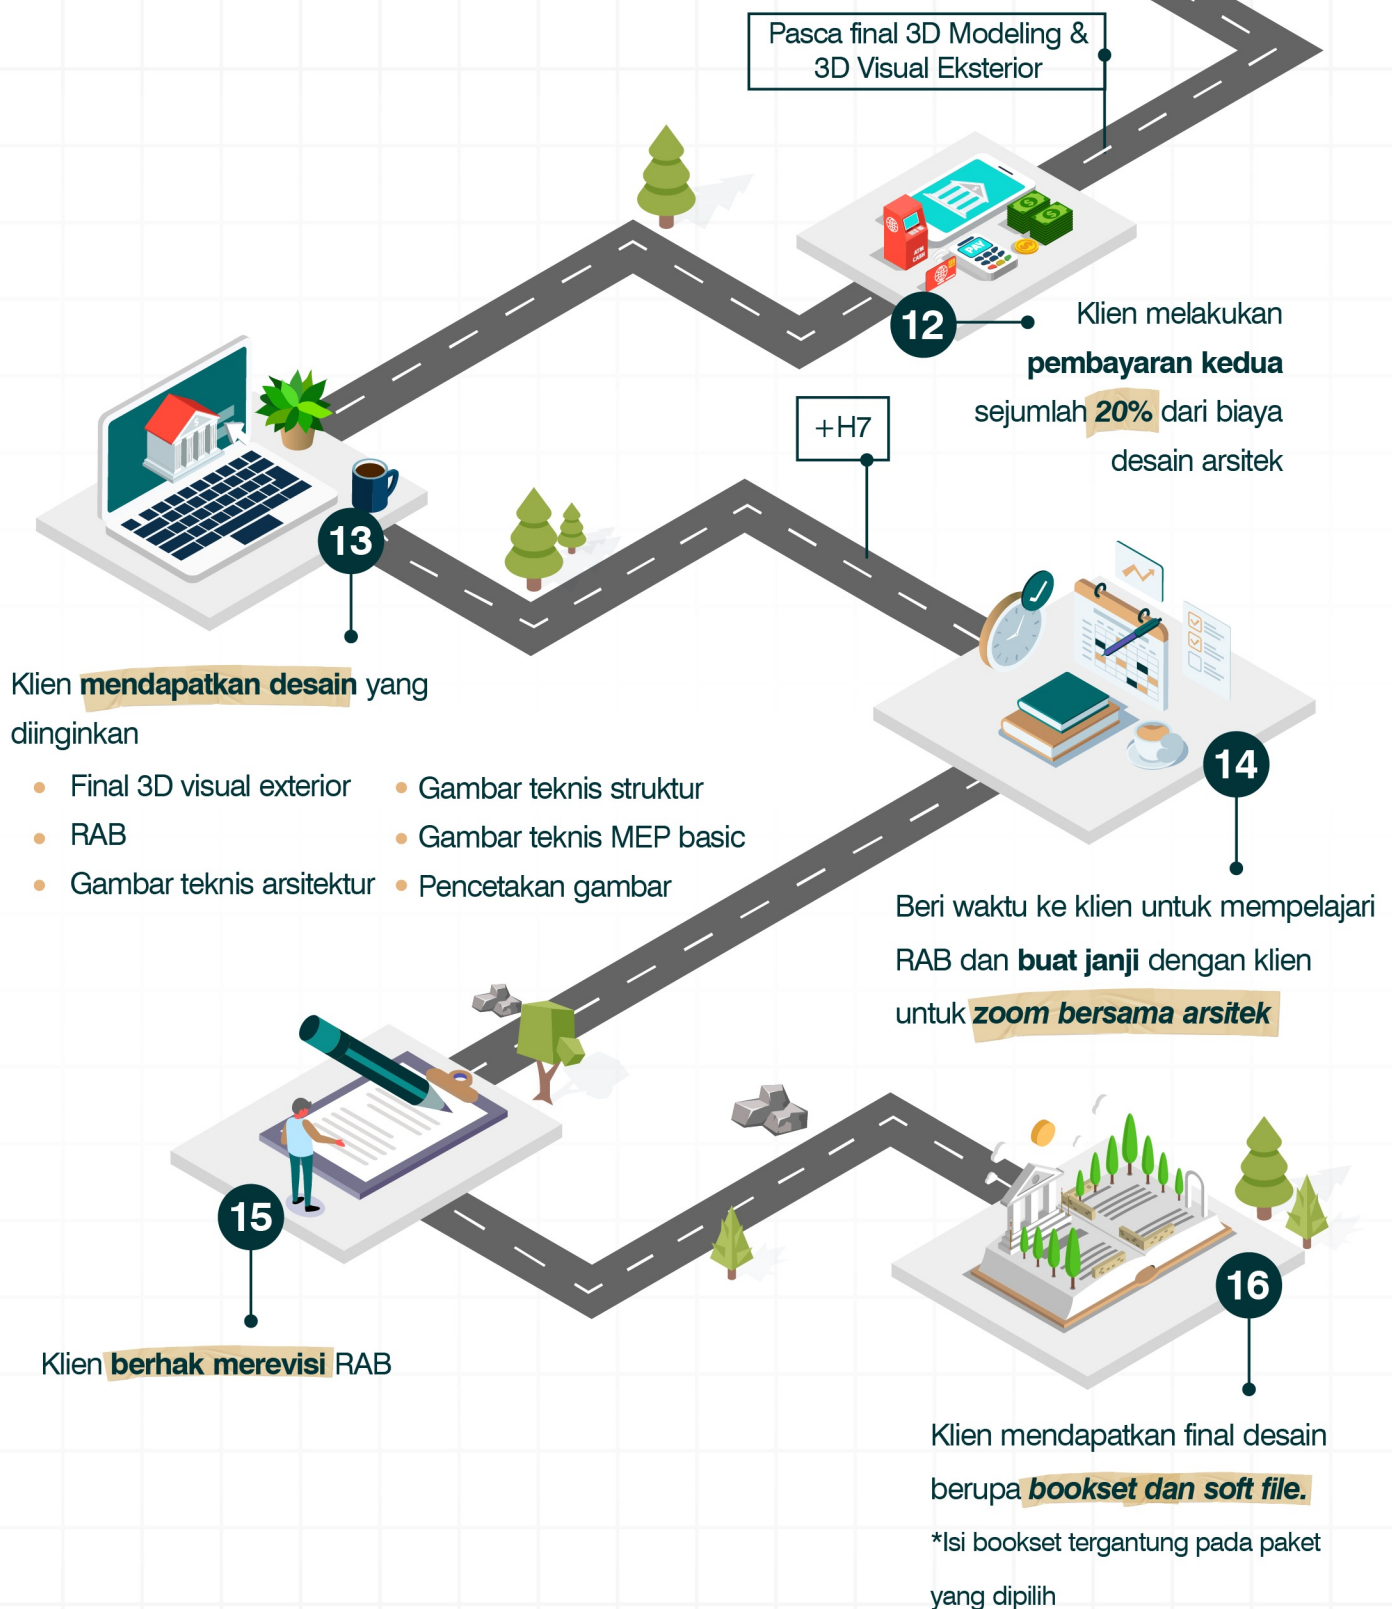 Pasca final 3D Modeling &
3D Visual Eksterior
PAY
ATM
CASH
12
Klien melakukan
pembayaran kedua
sejumlah 20% dari biaya
desain arsitek
13
Klien mendapatkan desain yang
diinginkan
Final 3D visual exterior
RAB
Gambar teknis arsitektur
Gambar teknis struktur
Gambar teknis MEP basic
Pencetakan gambar
+H7
14
Beri waktu ke klien untuk mempelajari
RAB dan buat janji dengan klien
untuk zoom bersama arsitek
15
Klien berhak merevisi RAB
16
Klien mendapatkan final desain
berupa bookset dan soft file.
*Isi bookset tergantung pada paket
yang dipilih